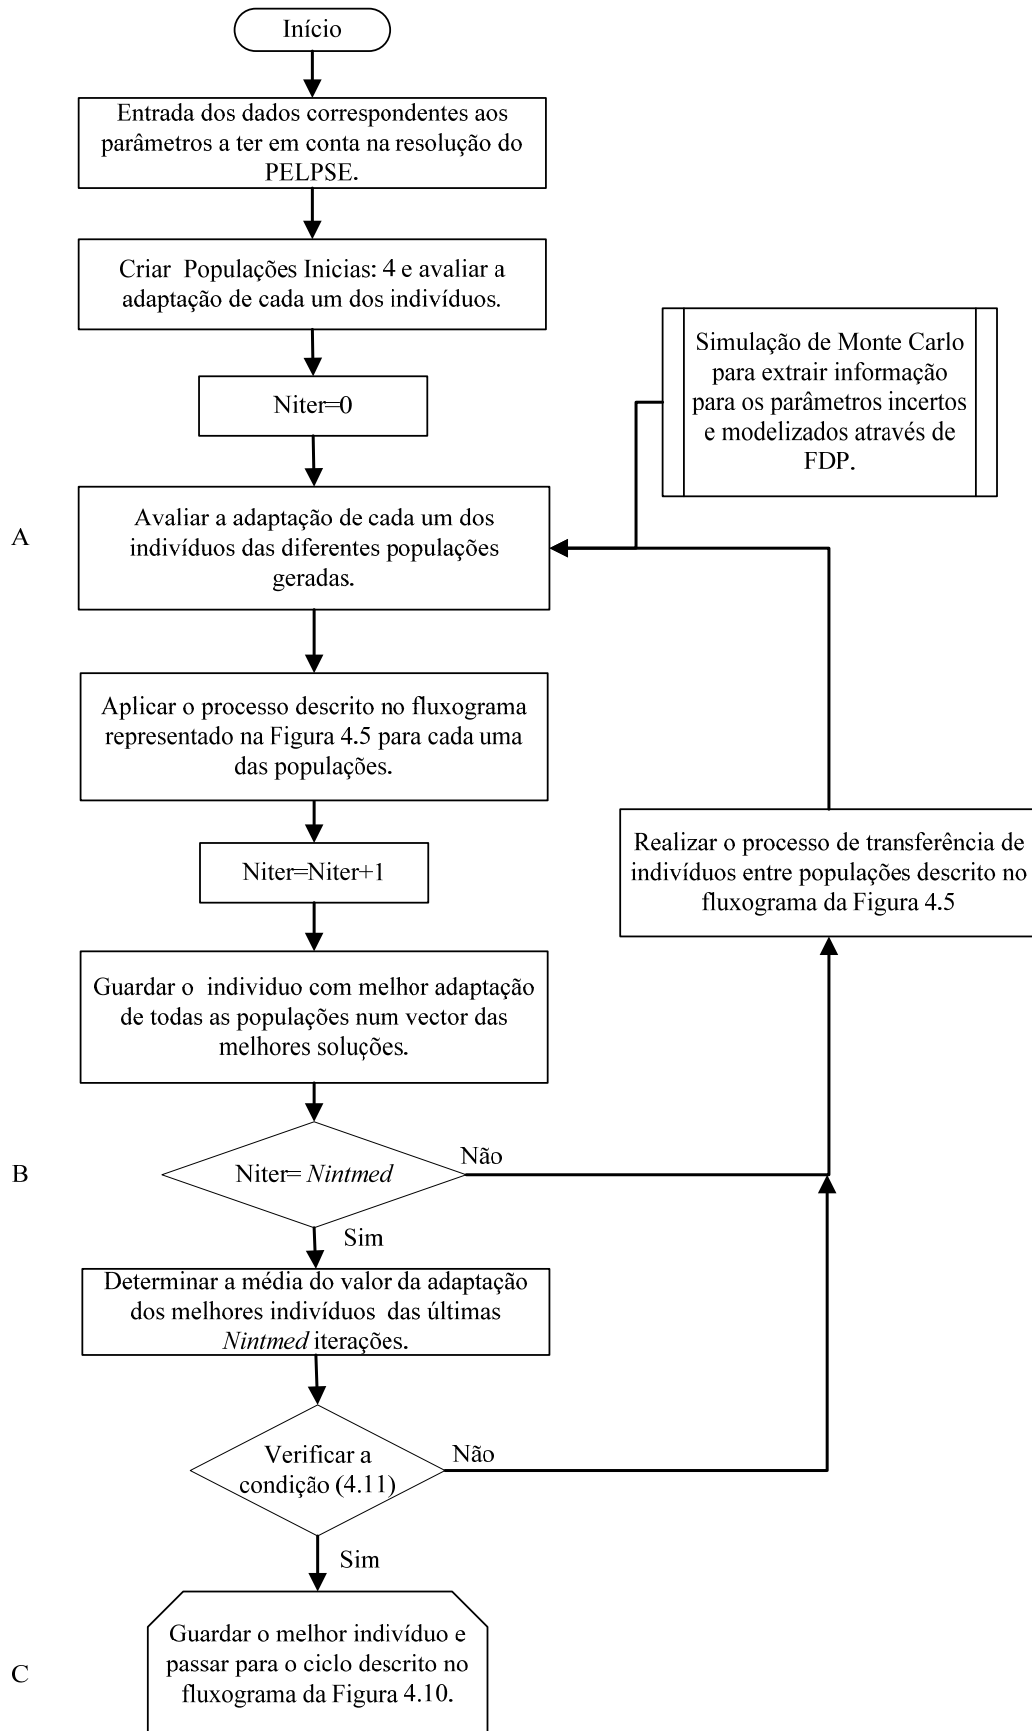 Início
Entrada dos dados correspondentes aos
parâmetros a ter em conta na resolução do
PELPSE.
Criar Populações Inicias: 4 e avaliar a
adaptação de cada um dos indivíduos.
Simulação de Monte Carlo
para extrair informação
para os parâmetros incertos
e modelizados através de
FDP.
Niter=0
A
Avaliar a adaptação de cada um dos
indivíduos das diferentes populações
geradas.
Aplicar o processo descrito no fluxograma
representado na Figura 4.5 para cada uma
das populações.
Realizar o processo de transferência de
indivíduos entre populações descrito no
fluxograma da Figura 4.5
Niter=Niter+1
Guardar o individuo com melhor adaptação
de todas as populações num vector das
melhores soluções.
B
Niter= Nintmed
Não
Sim
Determinar a média do valor da adaptação
dos melhores indivíduos das últimas
Nintmed iterações.
Verificar a
condição (4.11)
Não
Sim
C
Guardar o melhor indivíduo e
passar para o ciclo descrito no
fluxograma da Figura 4.10.